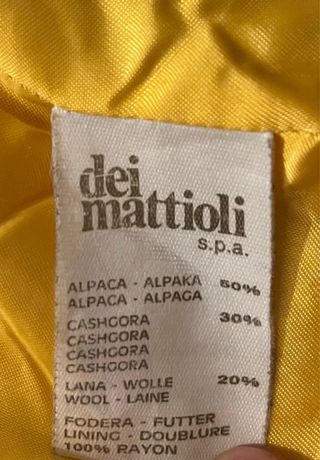 dei
mattioli
s.p.a.
ALPACA - ALPAKA 50%
ALPACA - ALPAGA
CASHGORA 30%
CASHGORA
CASHGORA
CASHGORA
LANA - WOLLE 20%
WOOL - LAINE
FODERA - FUTTER
LINING - DOUBLURE
100% RAYON